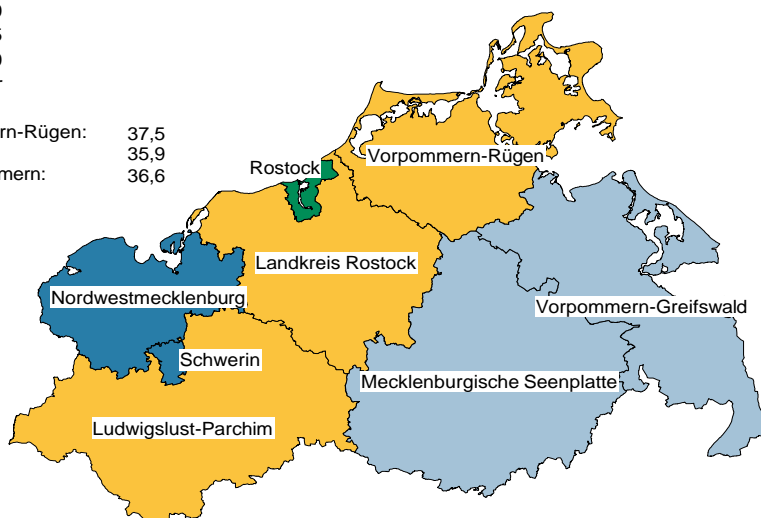 rn-Rügen: 37,5
35,9
mern: 36,6
Rostock
Vorpommern-Rügen
Landkreis Rostock
Nordwestmecklenburg
Vorpommern-Greifswald
Schwerin
Mecklenburgische Seenplatte
Ludwigslust-Parchim